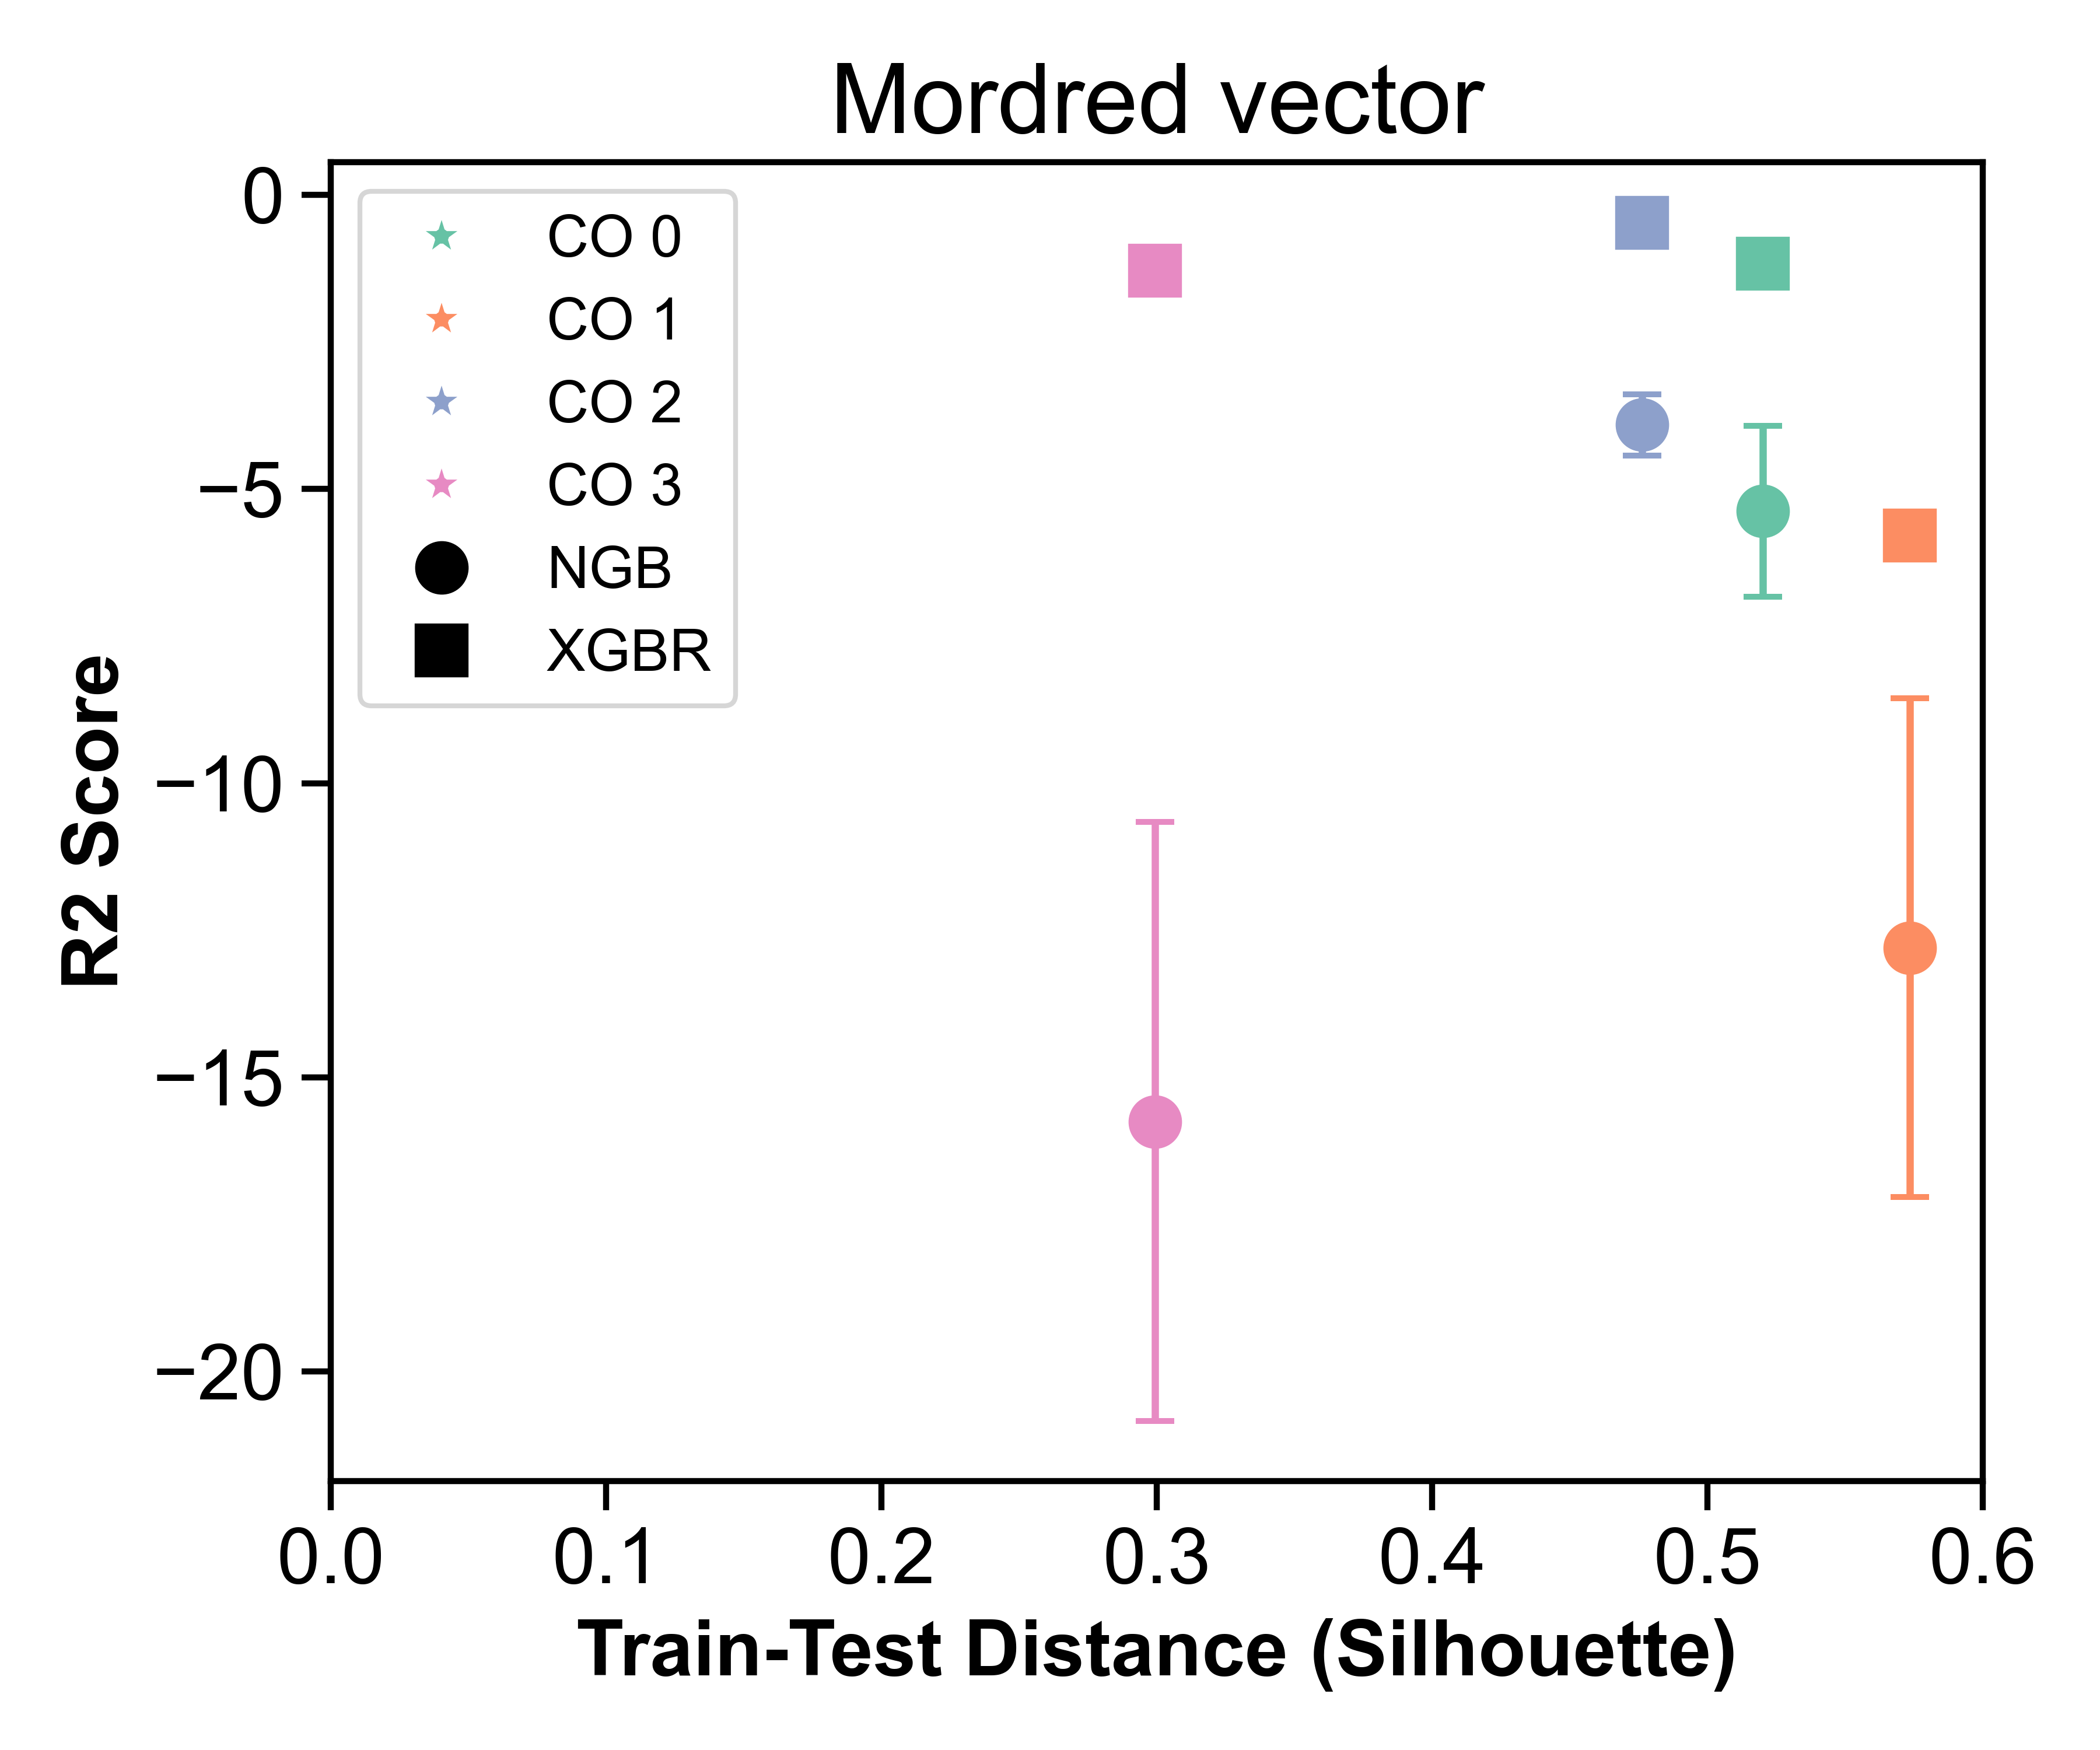 Mordred vector
0
−5
−10
−15
−20
R2 Score
CO 0
CO 1
CO 2
CO 3
NGB
XGBR
0.0 0.1 0.2 0.3 0.4 0.5 0.6
Train-Test Distance (Silhouette)